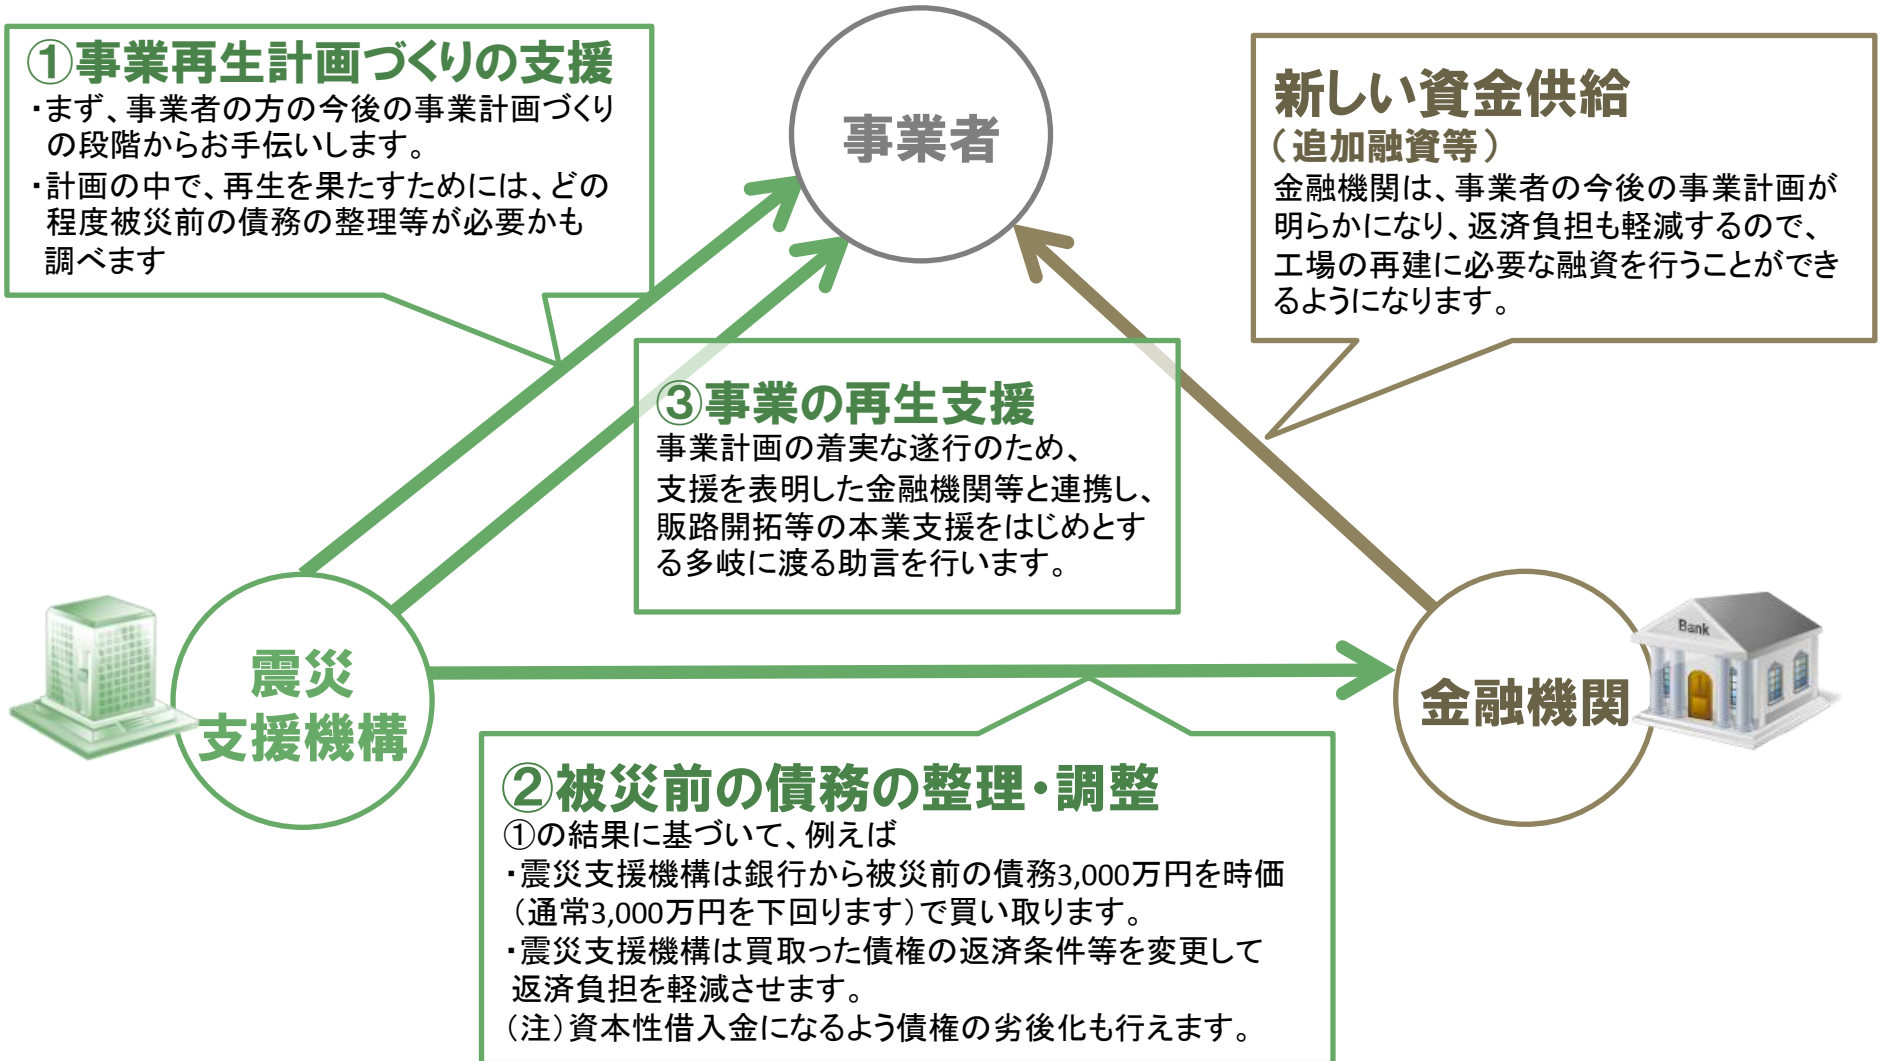 ①事業再生計画づくりの支援
・まず、事業者の方の今後の事業計画づくり
の段階からお手伝いします。
・計画の中で、再生を果たすためには、どの
程度被災前の債務の整理等が必要かも
調べます
事業者
新しい資金供給
(追加融資等)
金融機関は、事業者の今後の事業計画が
明らかになり、返済負担も軽減するので、
工場の再建に必要な融資を行うことができ
るようになります。
③事業の再生支援
事業計画の着実な遂行のため、
支援を表明した金融機関等と連携し、
販路開拓等の本業支援をはじめとす
る多岐に渡る助言を行います。
震災
支援機構
金融機関
Bank
②被災前の債務の整理・調整
①の結果に基づいて、例えば
・震災支援機構は銀行から被災前の債務3,000万円を時価
(通常3,000万円を下回ります)で買い取ります。
・震災支援機構は買取った債権の返済条件等を変更して
返済負担を軽減させます。
(注)資本性借入金になるよう債権の劣後化も行えます。